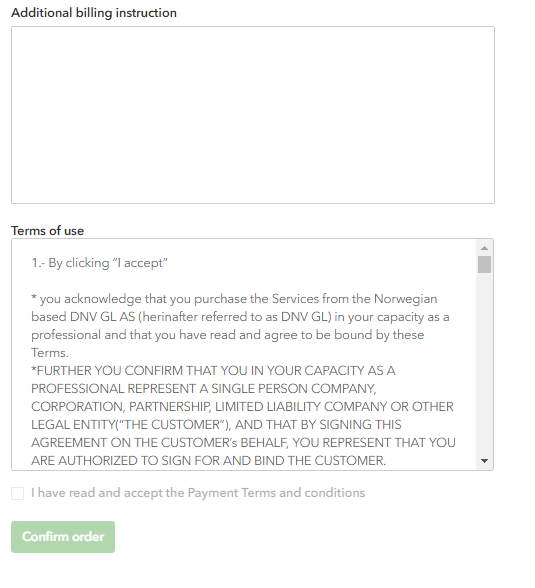 Additional billing instruction
Terms of use
1.- By clicking “I accept”
* you acknowledge that you purchase the Services from the Norwegian
based DNV GL AS (herinafter referred to as DNV GL) in your capacity as a
professional and that you have read and agree to be bound by these
Terms.
*FURTHER YOU CONFIRM THAT YOU IN YOUR CAPACITY AS A
PROFESSIONAL REPRESENT A SINGLE PERSON COMPANY,
CORPORATION, PARTNERSHIP, LIMITED LIABILITY COMPANY OR OTHER
LEGAL ENTITY(“THE CUSTOMER”), AND THAT BY SIGNING THIS
AGREEMENT ON THE CUSTOMER’s BEHALF, YOU REPRESENT THAT YOU
ARE AUTHORIZED TO SIGN FOR AND BIND THE CUSTOMER.
I have read and accept the Payment Terms and conditions
Confirm order